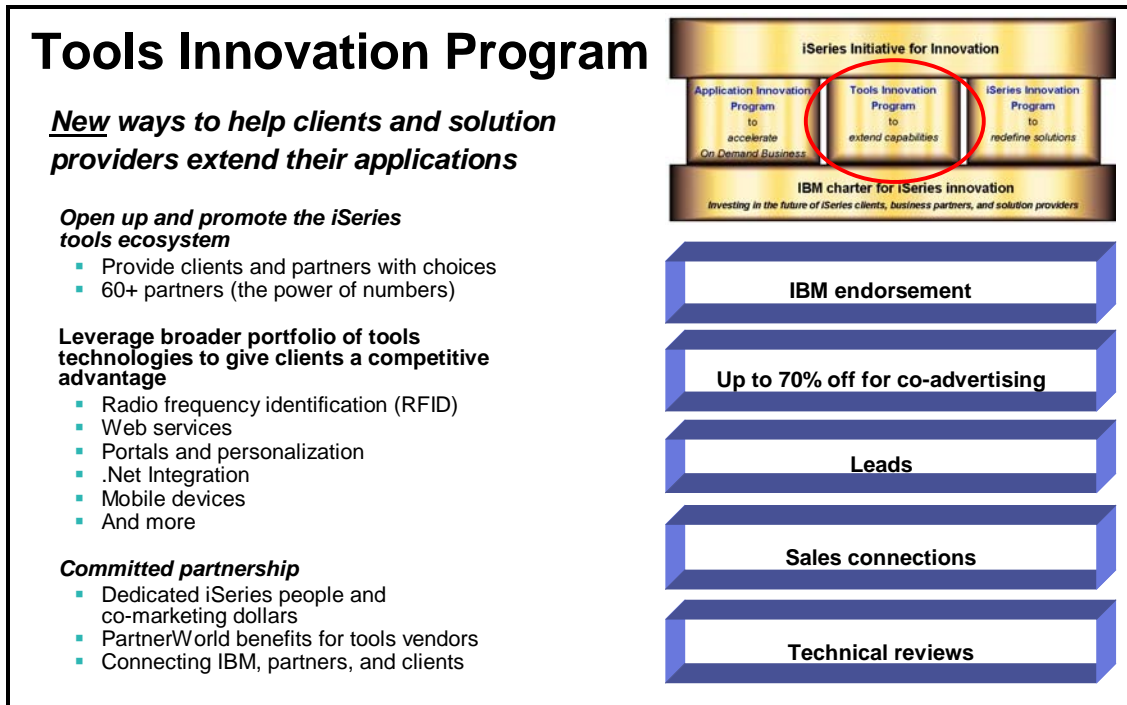 Tools Innovation Program
New ways to help clients and solution
providers extend their applications
Open up and promote the iSeries
tools ecosystem
Provide clients and partners with choices
60+ partners (the power of numbers)
Leverage broader portfolio of tools
technologies to give clients a competitive
advantage
Radio frequency identification (RFID)
Web services
Portals and personalization
.Net Integration
Mobile devices
And more
Committed partnership
Dedicated iSeries people and
co-marketing dollars
PartnerWorld benefits for tools vendors
Connecting IBM, partners, and clients
iSeries Initiative for Innovation
Application Innovation
Program
to
accelerate
On Demand Business
Tools Innovation
Program
to
extend capabilities
iSeries Innovation
Program
to
redefine solutions
IBM charter for iSeries innovation
Investing in the future of iSeries clients, business partners, and solution providers
IBM endorsement
Up to 70% off for co-advertising
Leads
Sales connections
Technical reviews